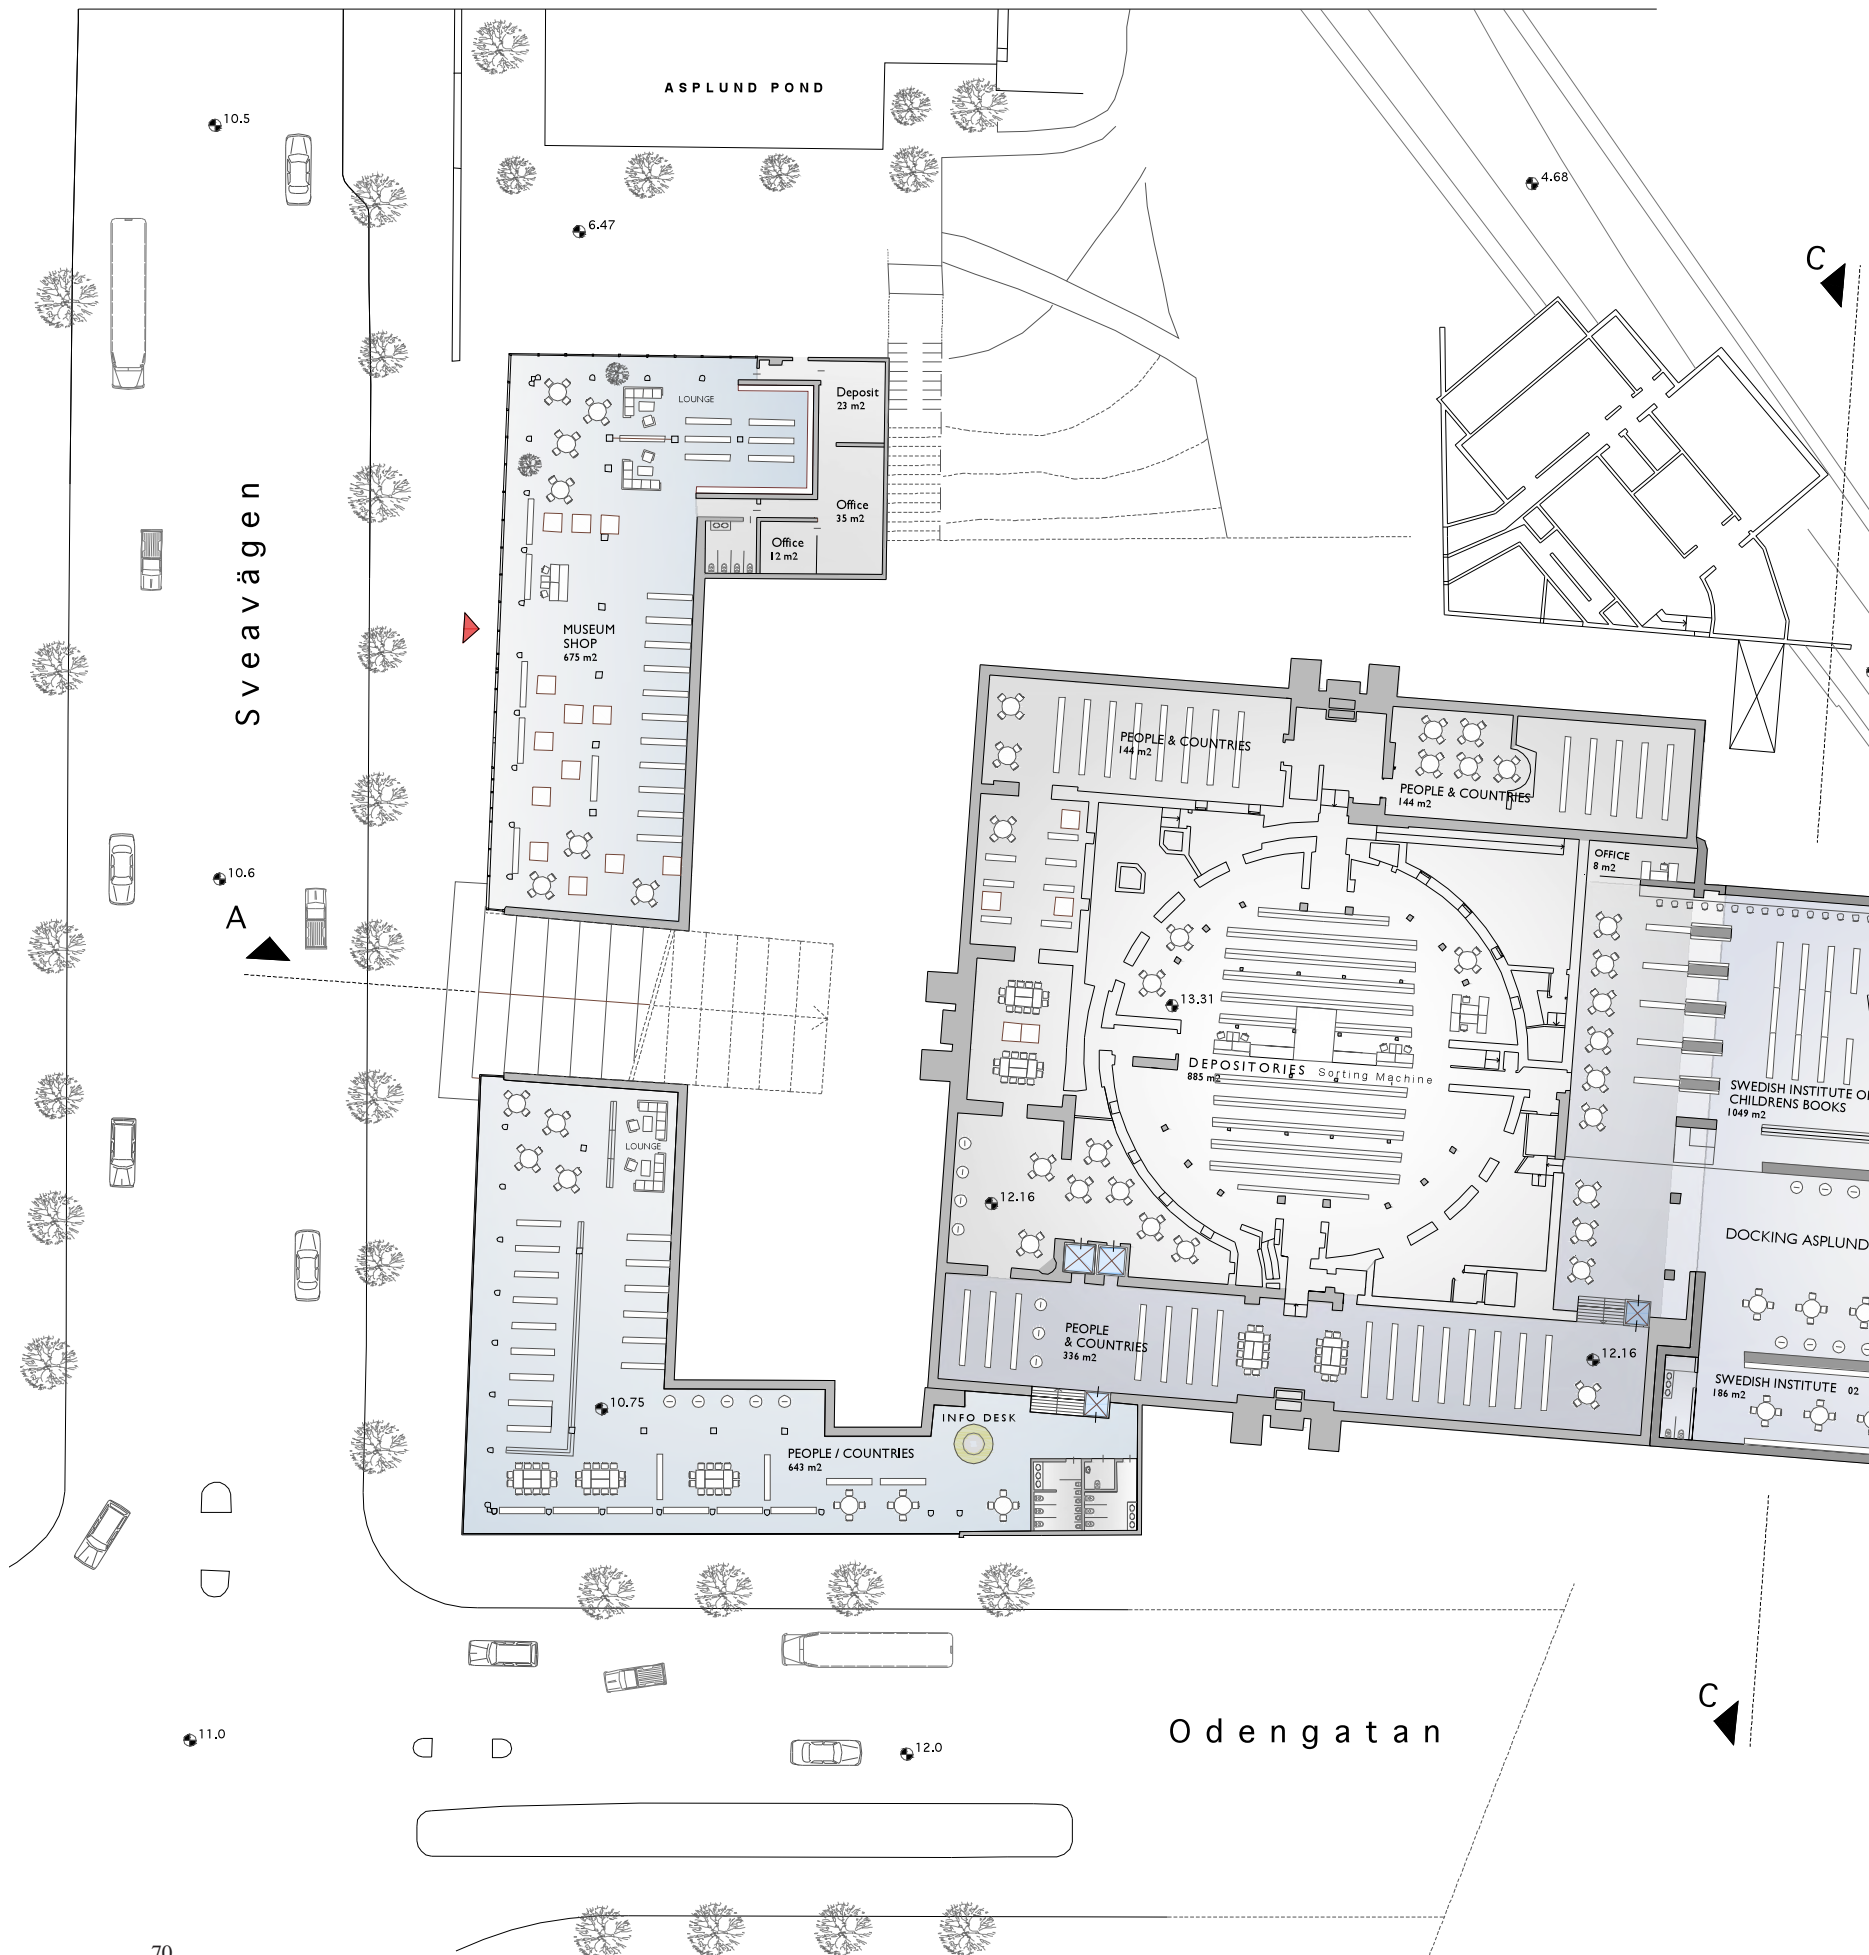 ASPLUND POND
10.5
4.68
6.47
C
Deposit
23 m2
LOUNGE
Office
35 m2
Office
12 m2
Sveavägen
MUSEUM
SHOP
675 m2
PEOPLE & COUNTRIES
144 m2
PEOPLE & COUNTRIES
144 m2
OFFICE
8 m2
10.6
A
13.31
DEPOSITORIES Sorting Machine
885 m2
SWEDISH INSTITUTE OF
CHILDRENS BOOKS
1049 m2
LOUNGE
12.16
DOCKING ASPLUND
PEOPLE
& COUNTRIES
336 m2
12.16
SWEDISH INSTITUTE 02
186 m2
10.75
INFO DESK
PEOPLE / COUNTRIES
643 m2
C
Odengatan
11.0
12.0
70